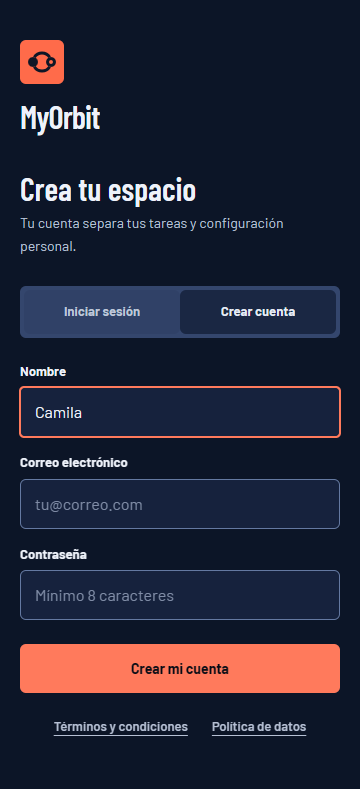 MyOrbit
Crea tu espacio
Tu cuenta separa tus tareas y configuración
personal.
Iniciar sesión
Crear cuenta
Nombre
Camila
Correo electrónico
tu@correo.com
Contraseña
Mínimo 8 caracteres
Crear mi cuenta
Términos y condiciones
Política de datos